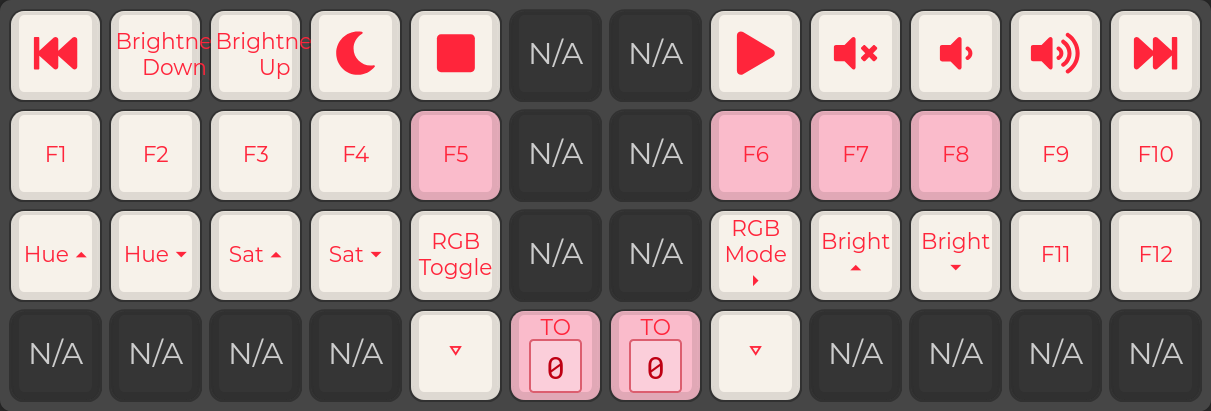 Brightne Brightne N/A N/A
Down Up
F1 F2 F3 F4 F5 N/A N/A F6 F7 F8 F9 F10
Hue ▲ Hue ▼ Sat ▲ Sat ▼ RGB N/A N/A RGB Bright Bright F11 F12
Toggle Mode ▲ ▼
▶
N/A N/A N/A N/A ▽ TO TO ▽ N/A N/A N/A N/A
0 0